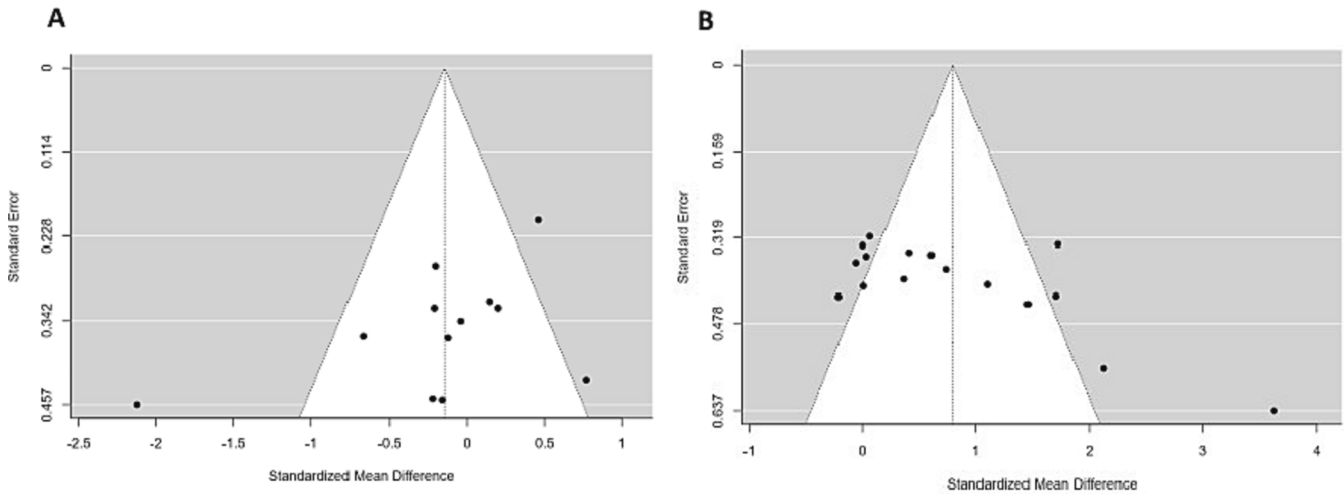 A
B
0
0.114
0.228
0.342
0.457
Standard Error
-2.5 -2 -1.5 -1 -0.5 0 0.5 1
Standardized Mean Difference
0
0.159
0.319
0.478
0.637
Standard Error
-1 0 1 2 3 4
Standardized Mean Difference